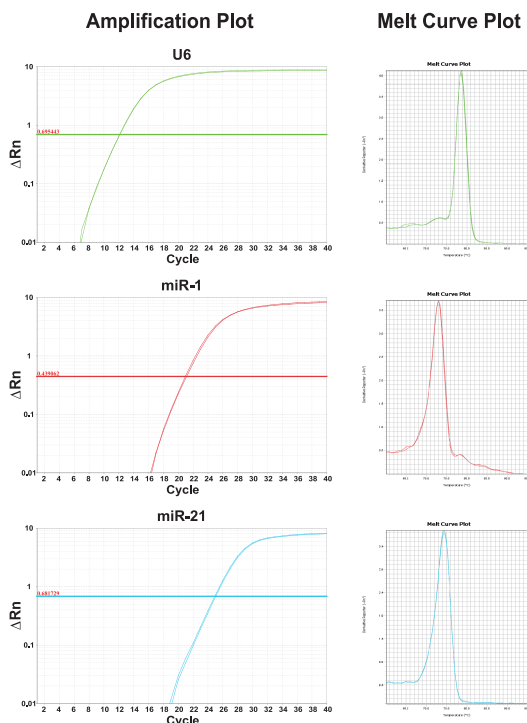 Amplification Plot
Melt Curve Plot
U6
Melt Curve Plot
10
1
0.1
0.01
ΔRn
0.695443
2 4 6 8 10 12 14 16 18 20 22 24 26 28 30 32 34 36 38 40
Cycle
Temperature (°C)
miR-1
Melt Curve Plot
10
1
0.1
0.01
ΔRn
0.439862
2 4 6 8 10 12 14 16 18 20 22 24 26 28 30 32 34 36 38 40
Cycle
Temperature (°C)
miR-21
Melt Curve Plot
10
1
0.1
0.01
ΔRn
0.681729
2 4 6 8 10 12 14 16 18 20 22 24 26 28 30 32 34 36 38 40
Cycle
Temperature (°C)